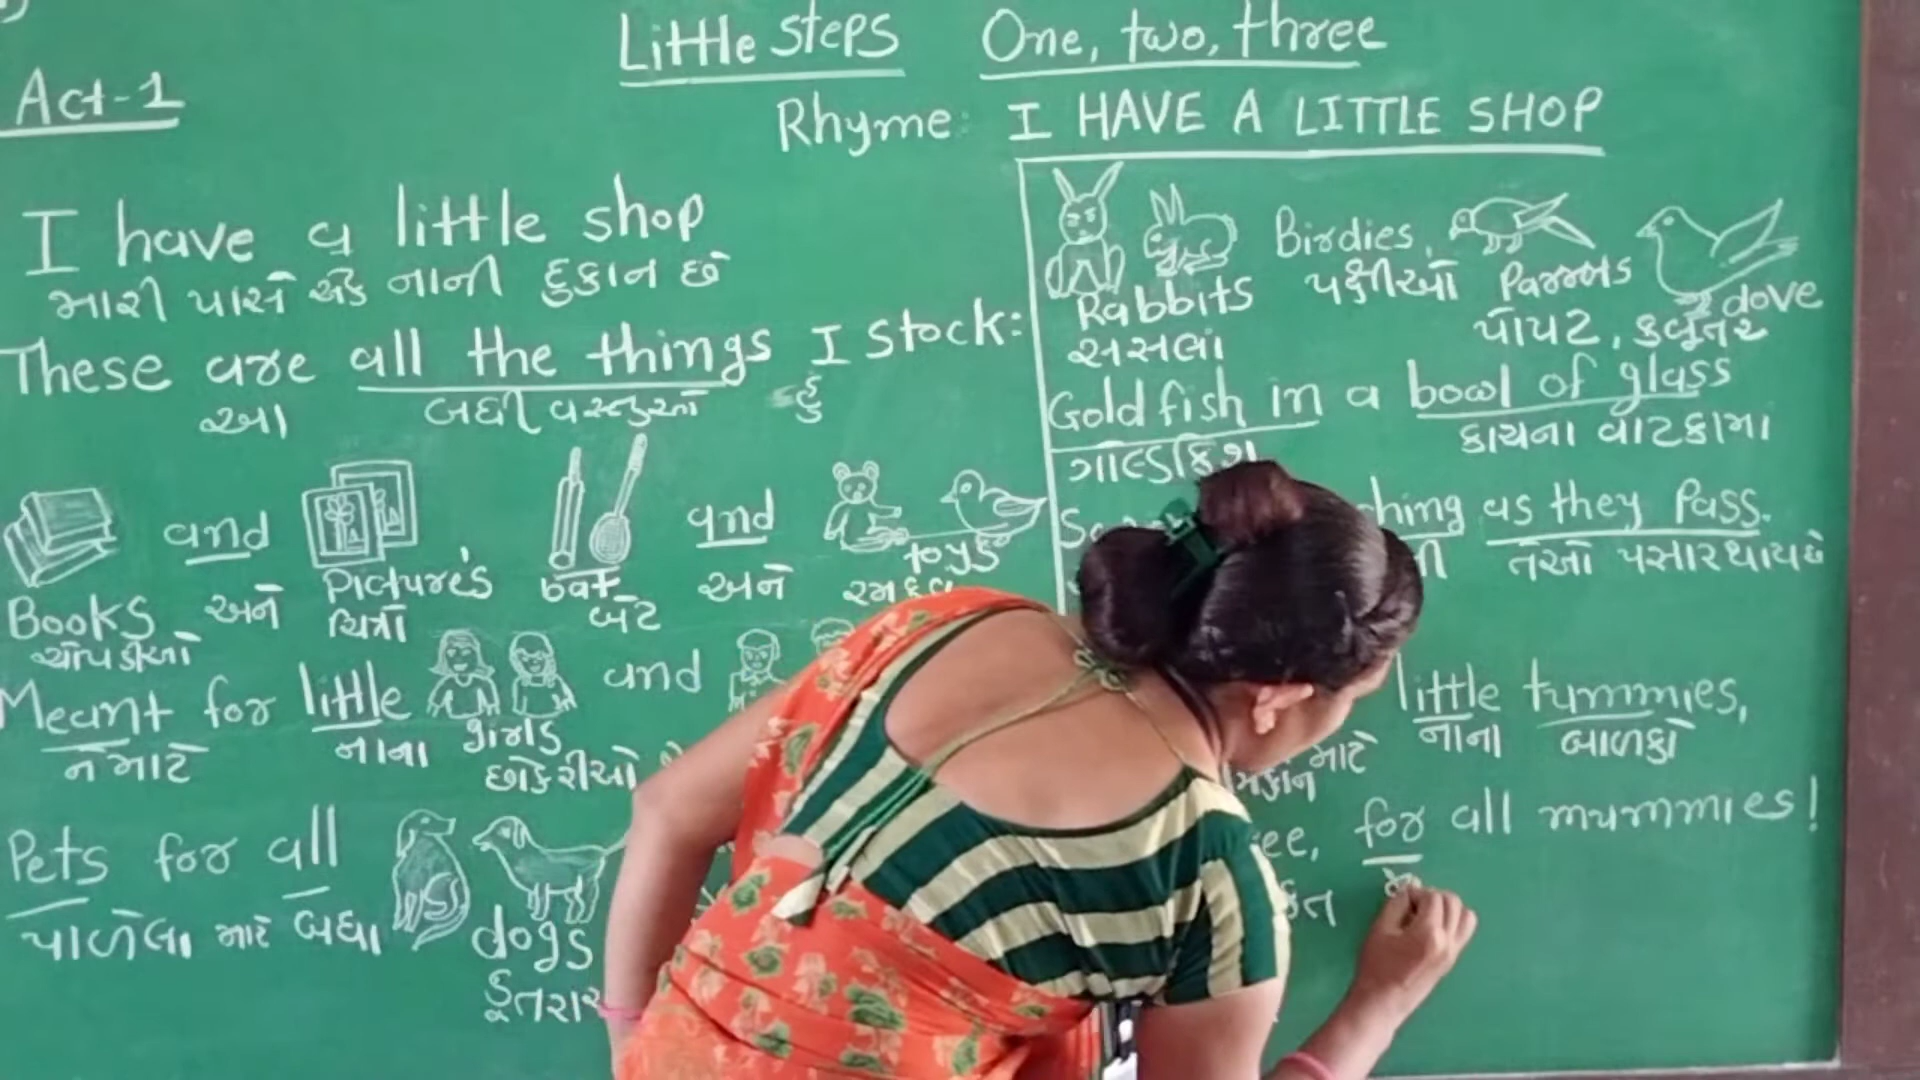 Little Steps One, two, three
Act-1
Rhyme: I HAVE A LITTLE SHOP
I have a little shop
મારી પાસે એક નાની દુકાન છે
These are all the things I stock:
આ બધી વસ્તુઓ હું
and and toys
Books અને Pictures bat અને
ચોપડીઓ ચિત્રો બેટ
Meant for little and
ને માટે નાના girls
છોકરીઓ
Pets for all
પાળેલા માટે બધા dogs
Birdies,
Rabbits પક્ષીઓ Parrots dove
સસલાં પોપટ, કબૂતર
Gold fish in a bowl of glass
ગોલ્ડફિશ કાચના વાટકામાં
as they Pass.
તેઓ પસાર થાય છે
little tummies,
માટે નાના બાળકો
for all mummies!